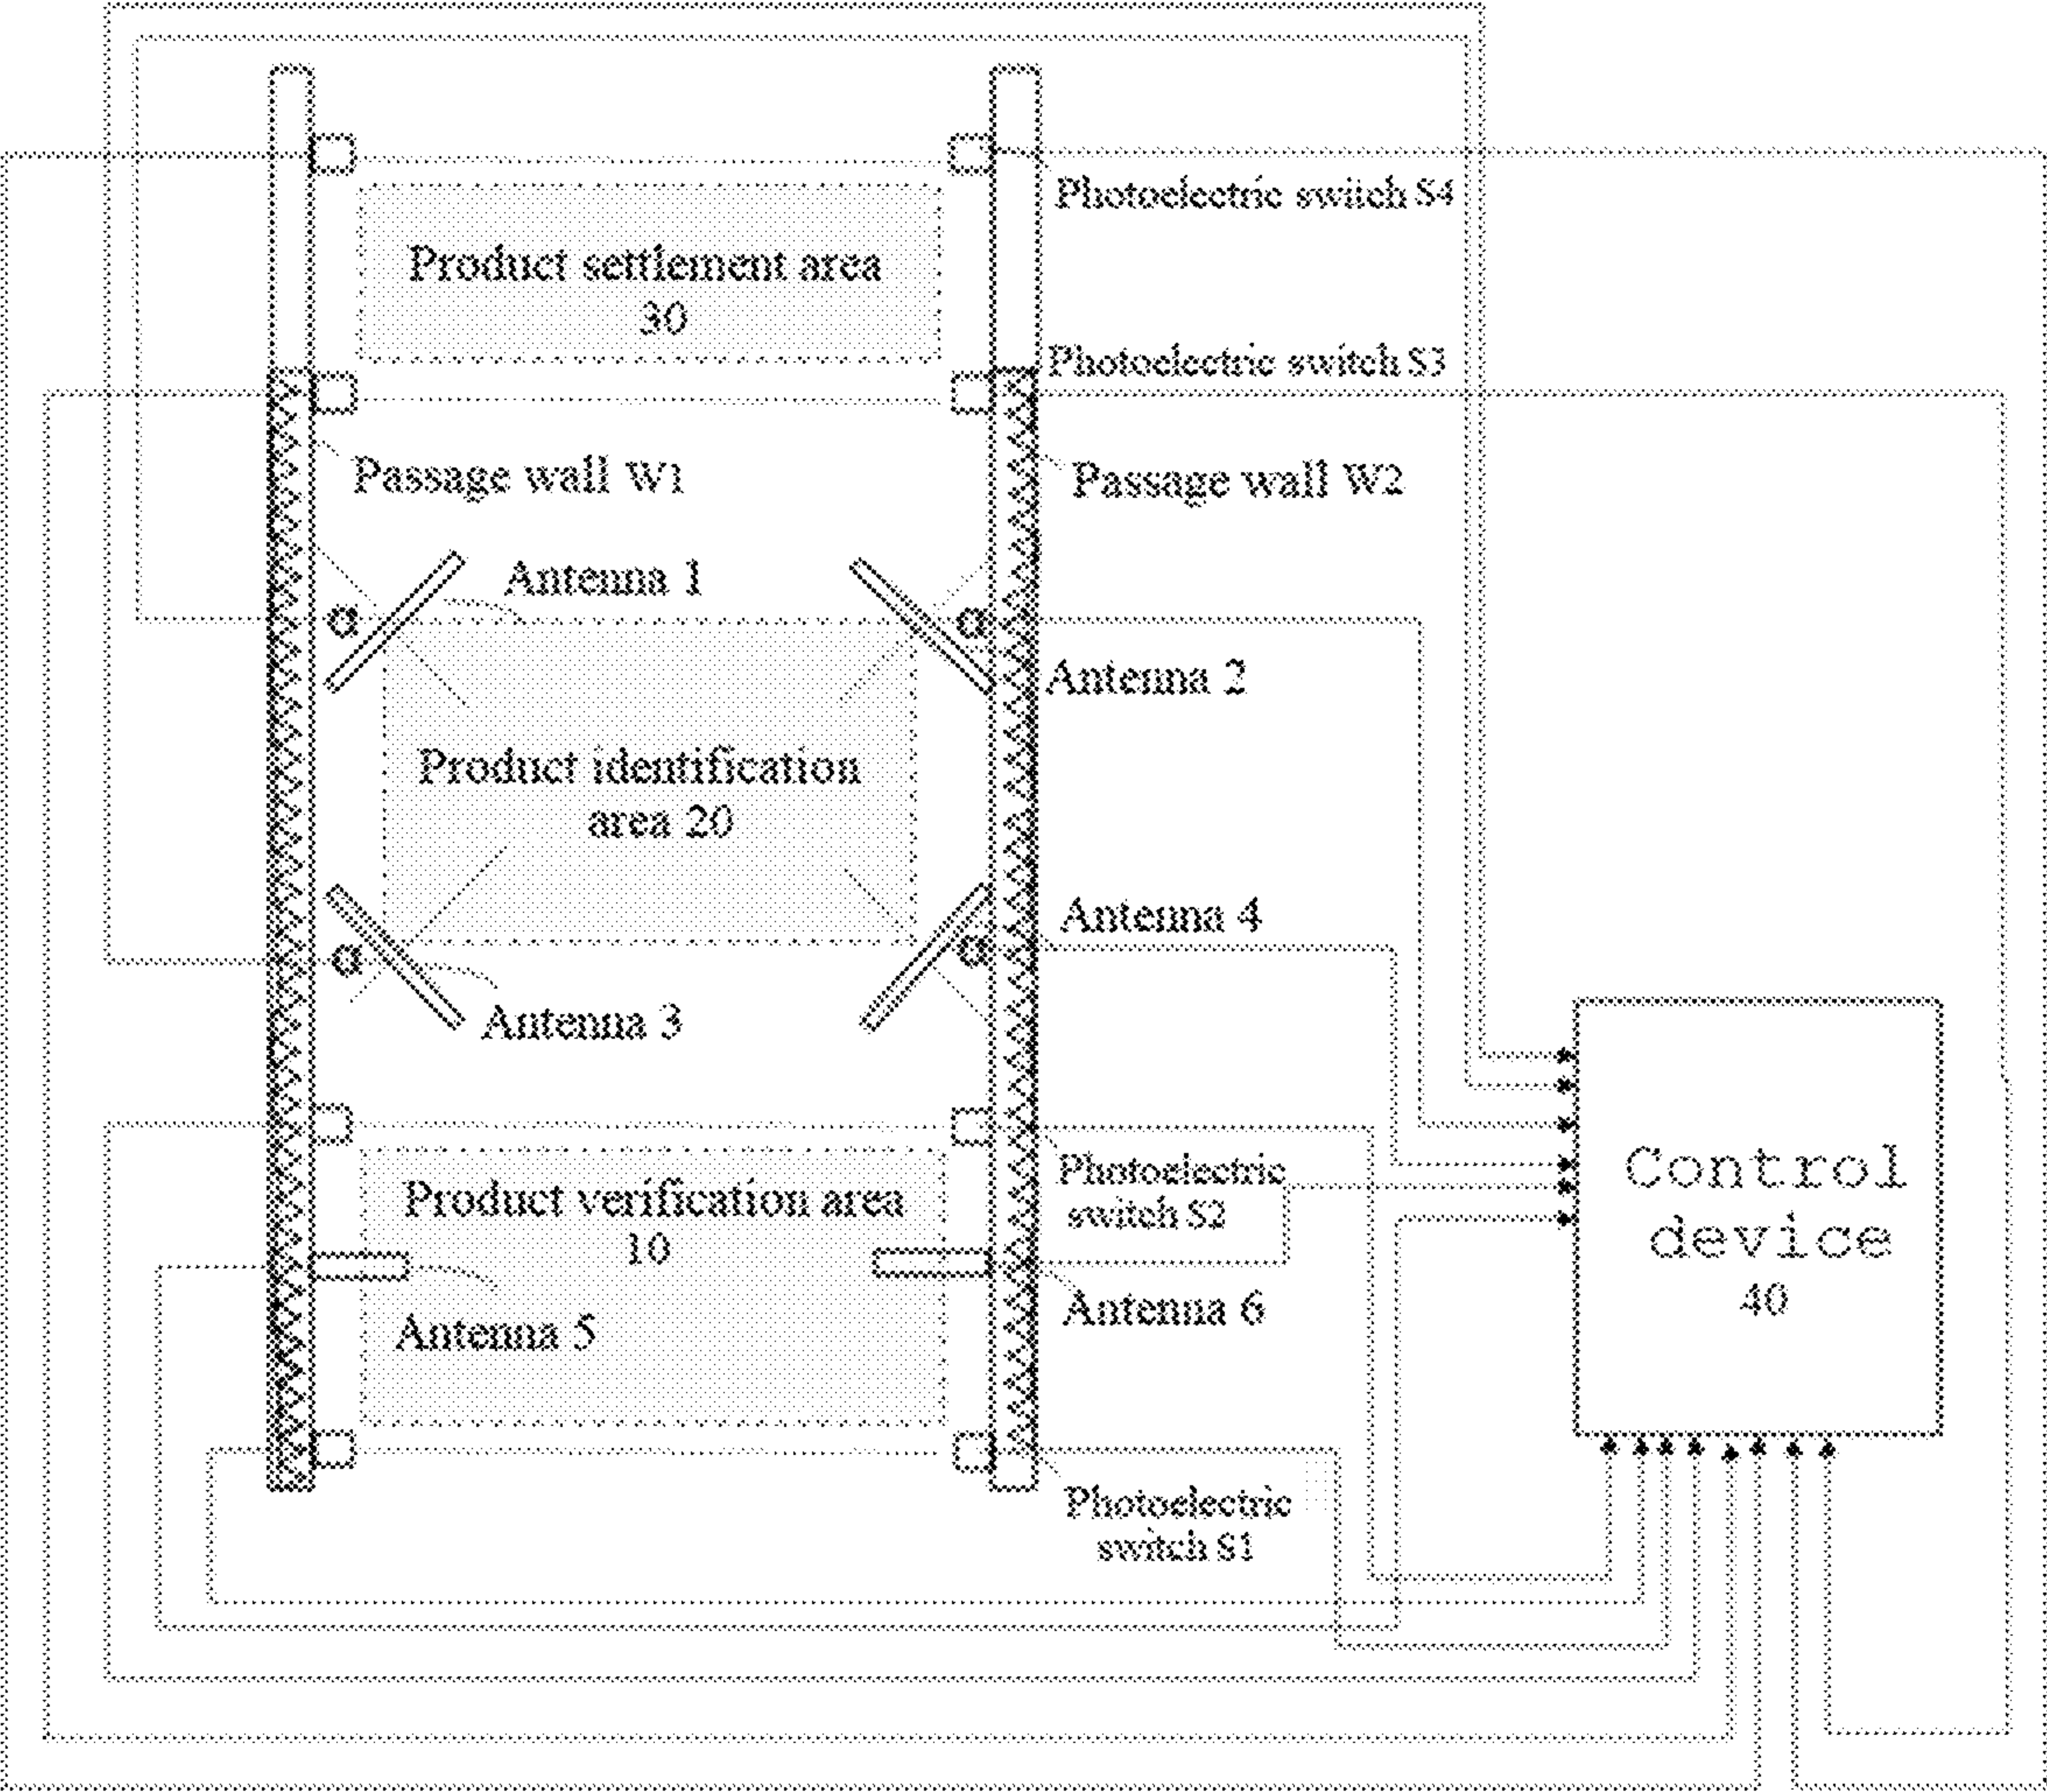 Photoelectric switch S4
Product settlement area
30
Photoelectric switch S3
Passage wall W1
Passage wall W2
Antenna 1
α
α
Antenna 2
Product identification
area 20
Antenna 4
α
α
Antenna 3
Control
device
40
Photoelectric
switch S2
Product verification area
10
Antenna 6
Antenna 5
Photoelectric
switch S1